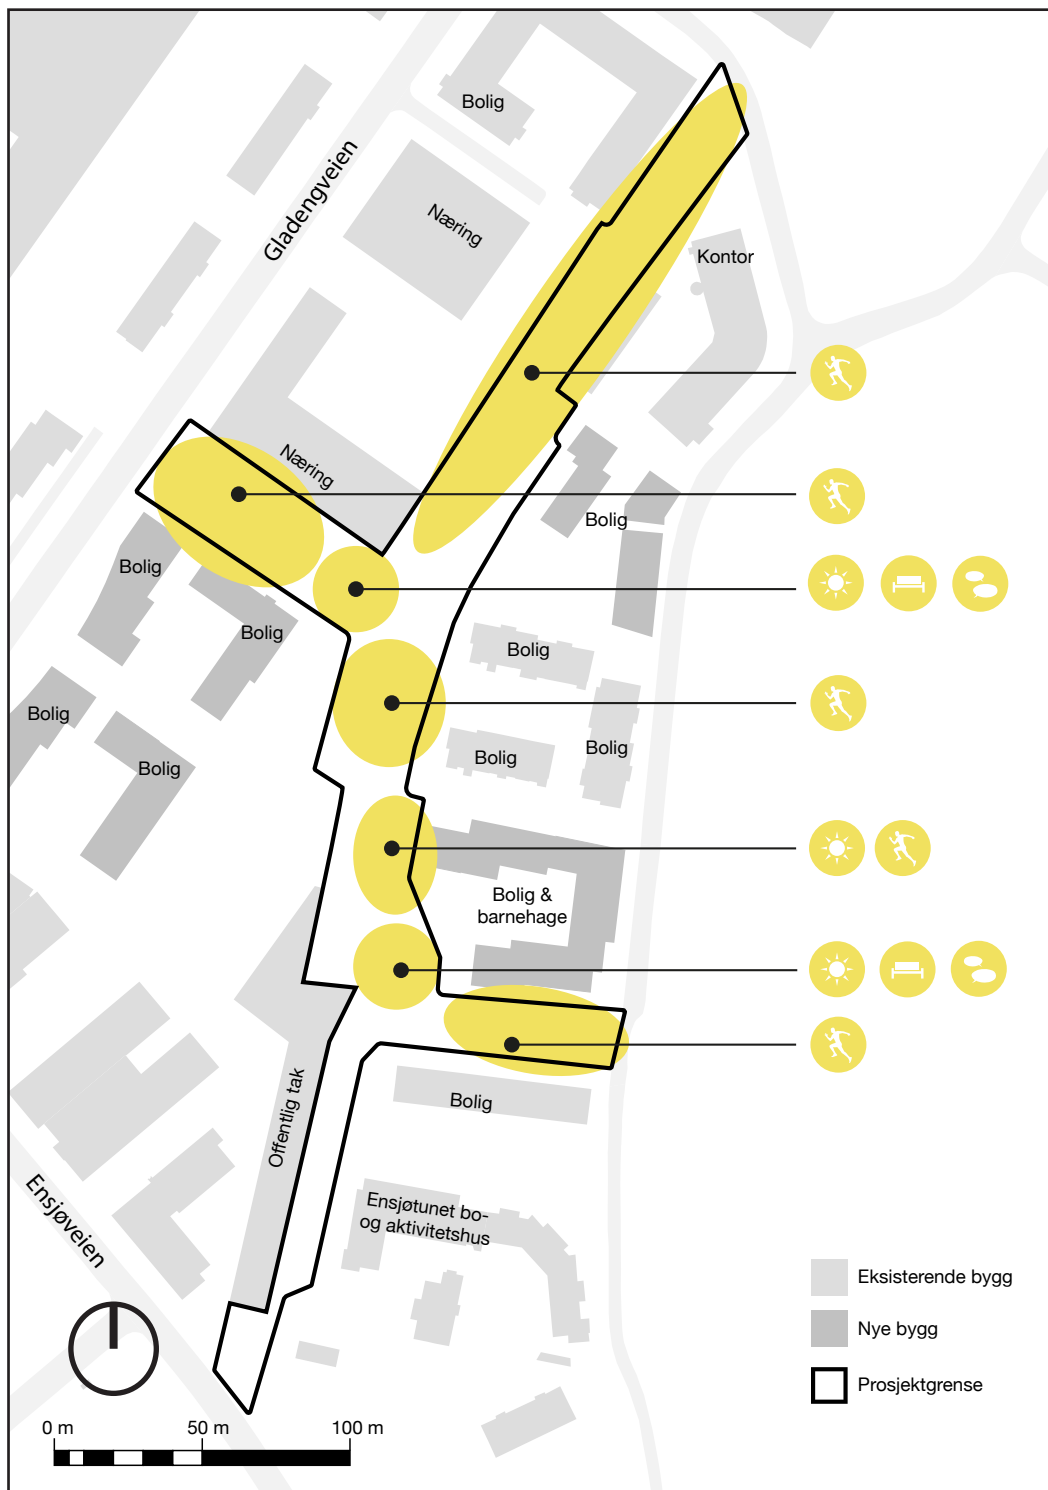 Bolig
Gladengveien
Næring
Kontor
Næring
Bolig
Bolig
Bolig
Bolig
Bolig
Bolig
Bolig
Bolig
Bolig &
barnehage
Offentlig tak
Bolig
Ensjøveien
Ensjøtunet bo-
og aktivitetshus
Eksisterende bygg
Nye bygg
Prosjektgrense
0 m 50 m 100 m